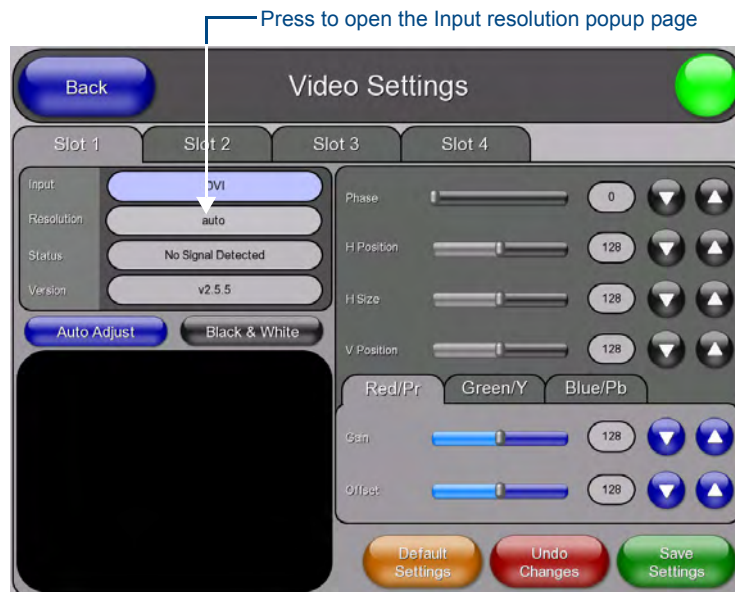 Press to open the Input resolution popup page
Back
Video Settings
Slot 1
Slot 2
Slot 3
Slot 4
Input
DVI
Resolution
auto
Status
No Signal Detected
Version
v2.5.5
Auto Adjust
Black & White
Phase
0
H Position
128
H Size
128
V Position
128
Red/Pr
Green/Y
Blue/Pb
Gain
128
Offset
128
Default
Settings
Undo
Changes
Save
Settings